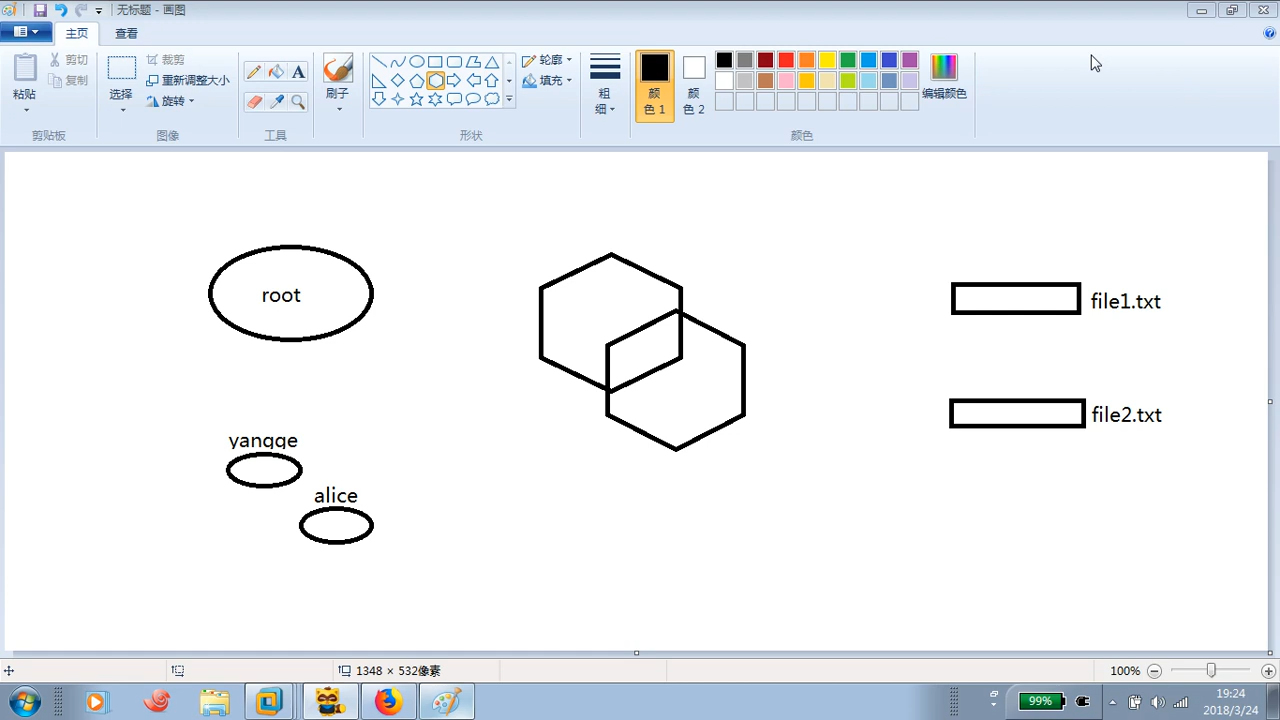 无标题 - 画图
主页
查看
粘贴
剪切
复制
剪贴板
选择
裁剪
重新调整大小
旋转
图像
A
工具
刷子
轮廓
填充
形状
粗
细
颜
色 1
颜
色 2
编辑颜色
颜色
root
file1.txt
file2.txt
yangge
alice
1348 × 532像素
100%
99%
19:24
2018/3/24